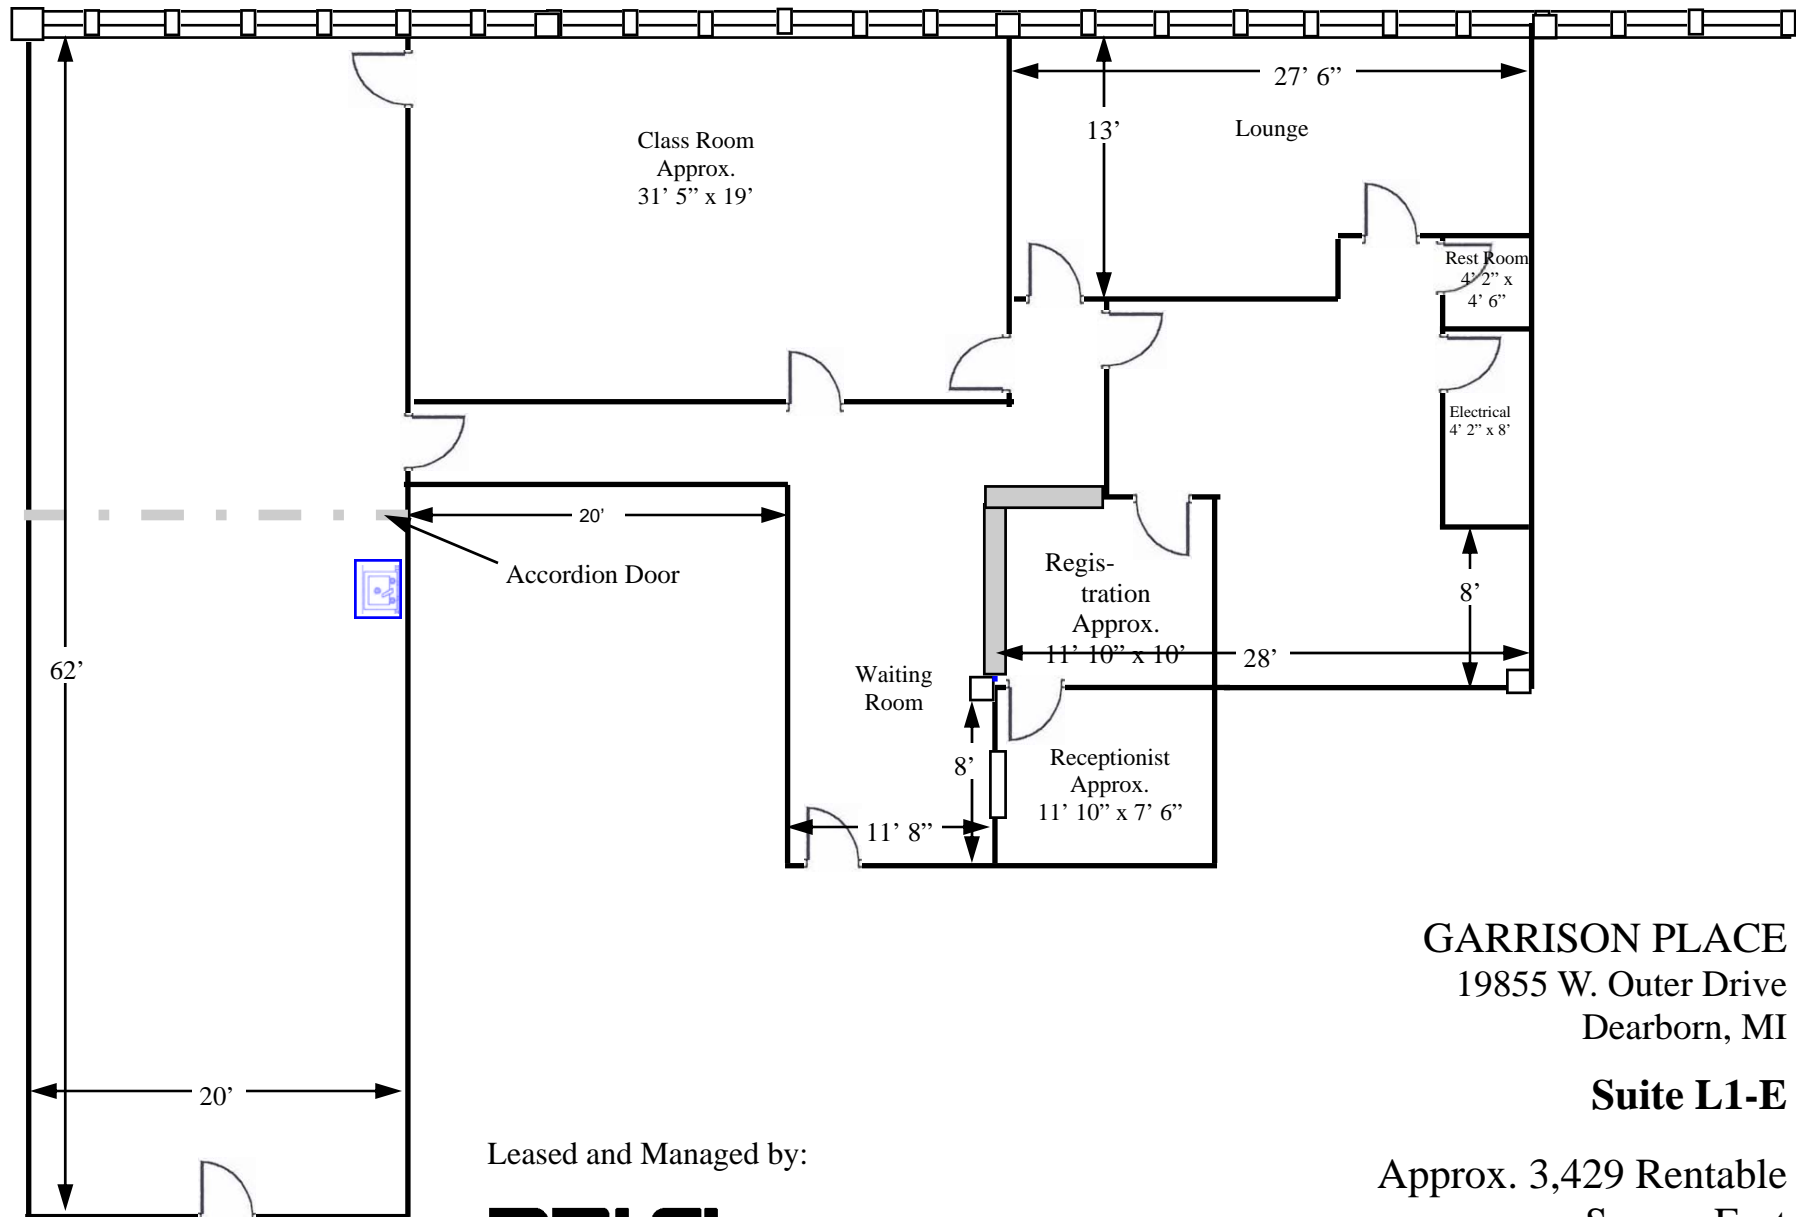 27' 6”
13’
Lounge
Class Room
Approx.
31’ 5” x 19’
Rest Room
4’ 2” x
4’ 6”
Electrical
4’ 2” x 8’
20’
Accordion Door
Regis-
tration
Approx.
11’ 10” x 10’
8’
28’
62’
Waiting
Room
8’
Receptionist
Approx.
11’ 10” x 7’ 6”
11’ 8”
20’
GARRISON PLACE
19855 W. Outer Drive
Dearborn, MI
Suite L1-E
Leased and Managed by:
Approx. 3,429 Rentable